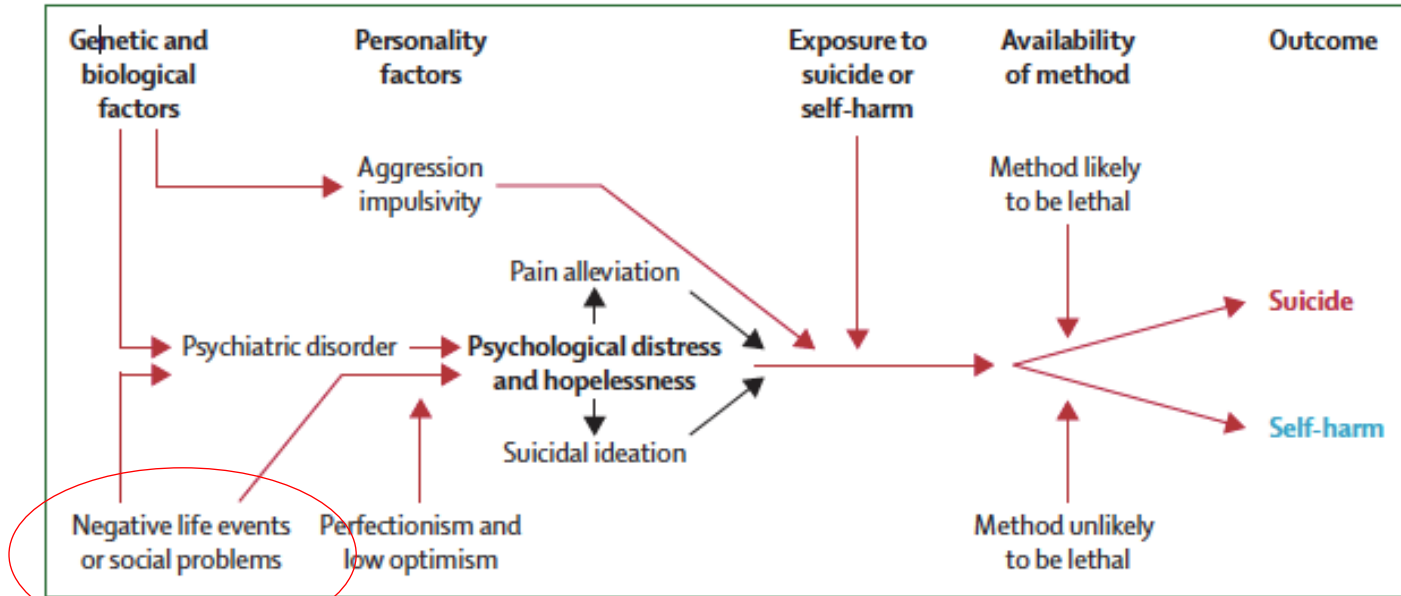 Genetic and
biological
factors
Personality
factors
Exposure to
suicide or
self-harm
Availability
of method
Outcome
Aggression
impulsivity
Method likely
to be lethal
Pain alleviation
Suicide
Psychiatric disorder
Psychological distress
and hopelessness
Self-harm
Suicidal ideation
Negative life events
or social problems
Perfectionism and
low optimism
Method unlikely
to be lethal